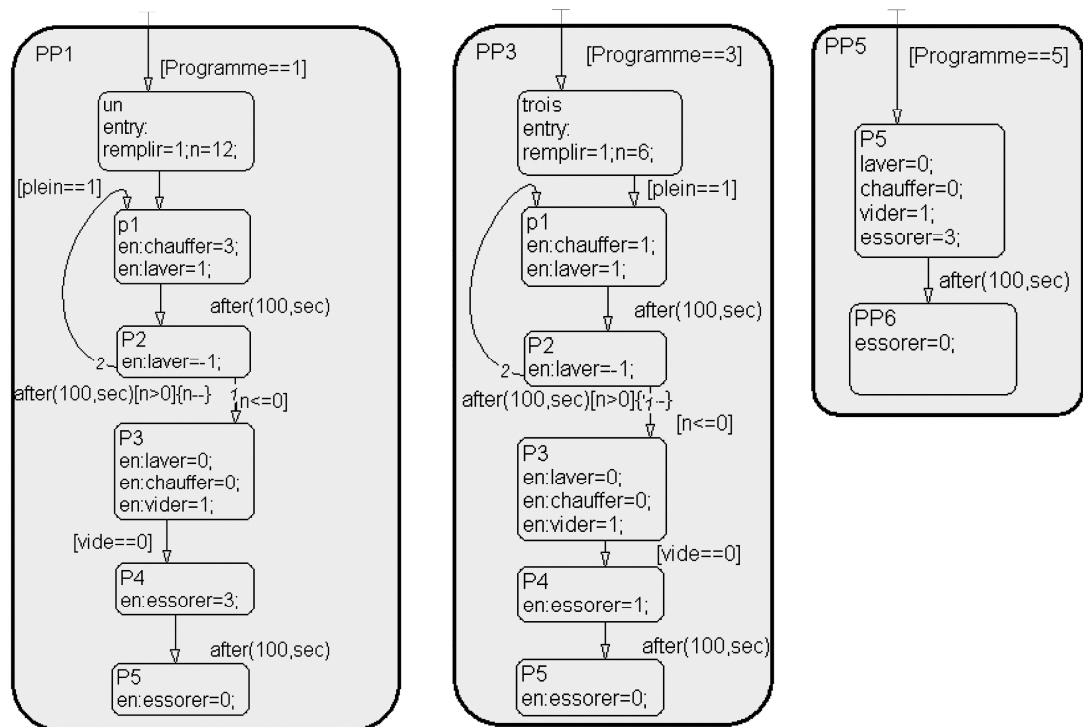 PP1
[Programme==1]
un
entry:
remplir=1;n=12;
[plein==1]
p1
en:chauffer=3;
en:laver=1;
after(100,sec)
P2
en:laver=-1;
2
after(100,sec)[n>0]{n--}
1
[n<=0]
P3
en:laver=0;
en:chauffer=0;
en:vider=1;
[vide==0]
P4
en:essorer=3;
after(100,sec)
P5
en:essorer=0;
PP3
[Programme==3]
trois
entry:
remplir=1;n=6;
[plein==1]
p1
en:chauffer=1;
en:laver=1;
after(100,sec)
P2
en:laver=-1;
2
after(100,sec)[n>0]{
--}
[n<=0]
P3
en:laver=0;
en:chauffer=0;
en:vider=1;
[vide==0]
P4
en:essorer=1;
after(100,sec)
P5
en:essorer=0;
PP5
[Programme==5]
P5
laver=0;
chauffer=0;
vider=1;
essorer=3;
after(100,sec)
PP6
essorer=0;